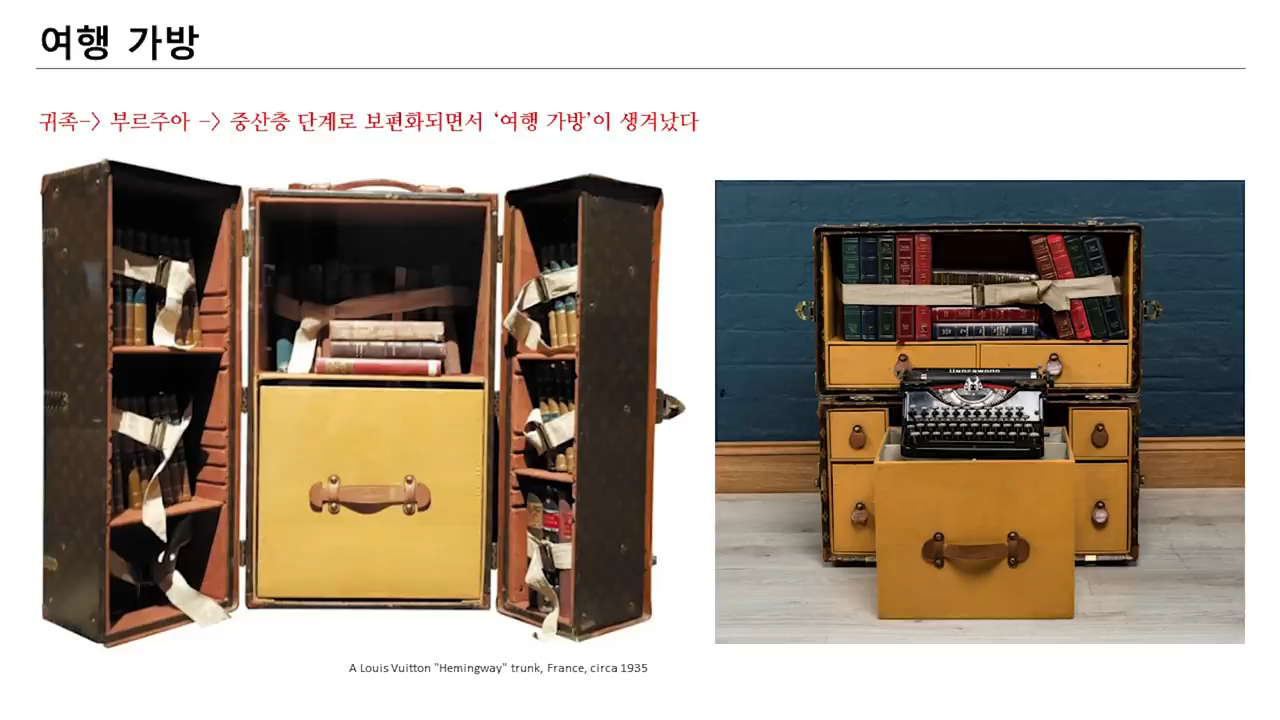 여행 가방
귀족-> 부르주아 -> 중산층 단계로 보편화되면서 ‘여행 가방’이 생겨났다
UNDERWOOD
A Louis Vuitton "Hemingway" trunk, France, circa 1935